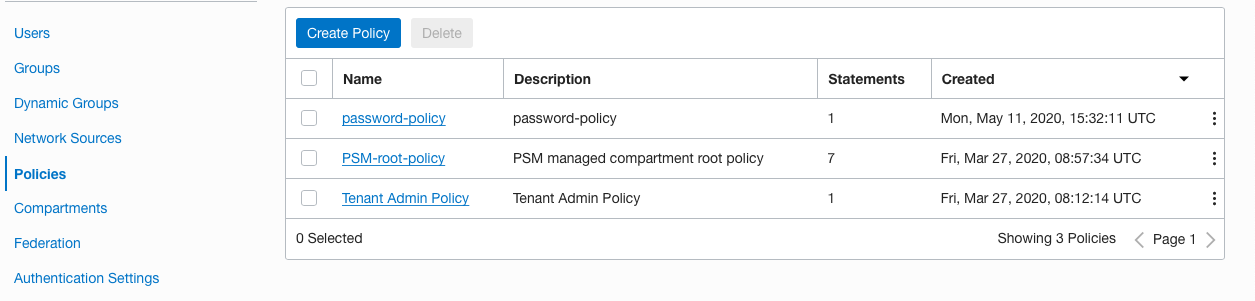 Users
Groups
Dynamic Groups
Network Sources
Policies
Compartments
Federation
Authentication Settings
Create Policy Delete
Name Description Statements Created
password-policy password-policy 1 Mon, May 11, 2020, 15:32:11 UTC
PSM-root-policy PSM managed compartment root policy 7 Fri, Mar 27, 2020, 08:57:34 UTC
Tenant Admin Policy Tenant Admin Policy 1 Fri, Mar 27, 2020, 08:12:14 UTC
0 Selected Showing 3 Policies Page 1